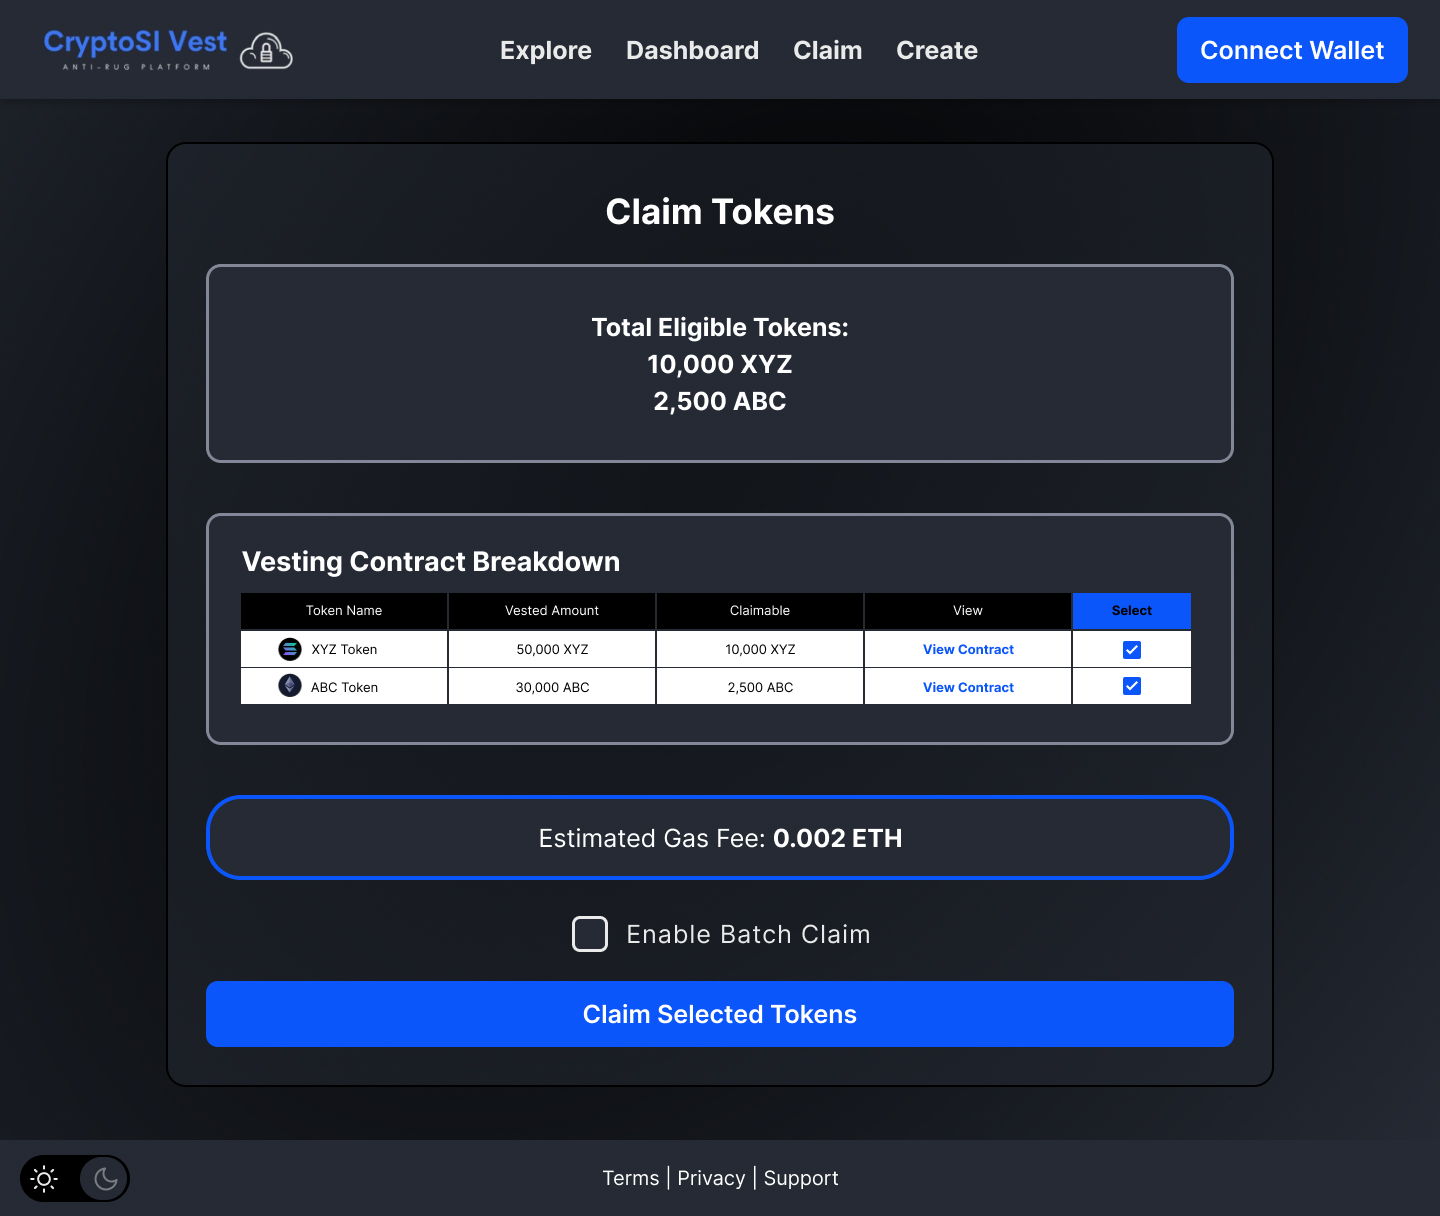 CryptoSI Vest
ANTI-RUG PLATFORM
Explore Dashboard Claim Create
Connect Wallet
Claim Tokens
Total Eligible Tokens:
10,000 XYZ
2,500 ABC
Vesting Contract Breakdown
Token Name Vested Amount Claimable View Select
XYZ Token 50,000 XYZ 10,000 XYZ View Contract
ABC Token 30,000 ABC 2,500 ABC View Contract
Estimated Gas Fee: 0.002 ETH
Enable Batch Claim
Claim Selected Tokens
Terms | Privacy | Support